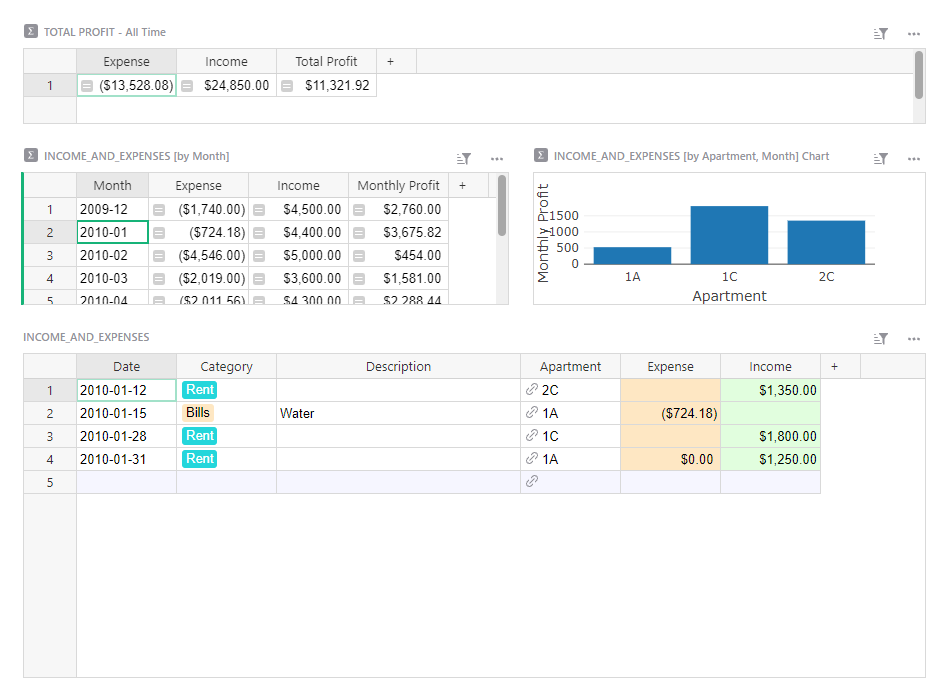 TOTAL PROFIT - All Time
Expense Income Total Profit +
1 ($13,528.08) $24,850.00 $11,321.92
INCOME_AND_EXPENSES [by Month]
Month Expense Income Monthly Profit +
1 2009-12 ($1,740.00) $4,500.00 $2,760.00
2 2010-01 ($724.18) $4,400.00 $3,675.82
3 2010-02 ($4,546.00) $5,000.00 $454.00
4 2010-03 ($2,019.00) $3,600.00 $1,581.00
5 2010-04 ($2,011.56) $4,300.00 $2,288.44
INCOME_AND_EXPENSES [by Apartment, Month] Chart
Monthly Profit
1500
1000
500
0
1A 1C 2C
Apartment
INCOME_AND_EXPENSES
Date Category Description Apartment Expense Income +
1 2010-01-12 Rent 2C $1,350.00
2 2010-01-15 Bills Water 1A ($724.18)
3 2010-01-28 Rent 1C $1,800.00
4 2010-01-31 Rent 1A $0.00 $1,250.00
5